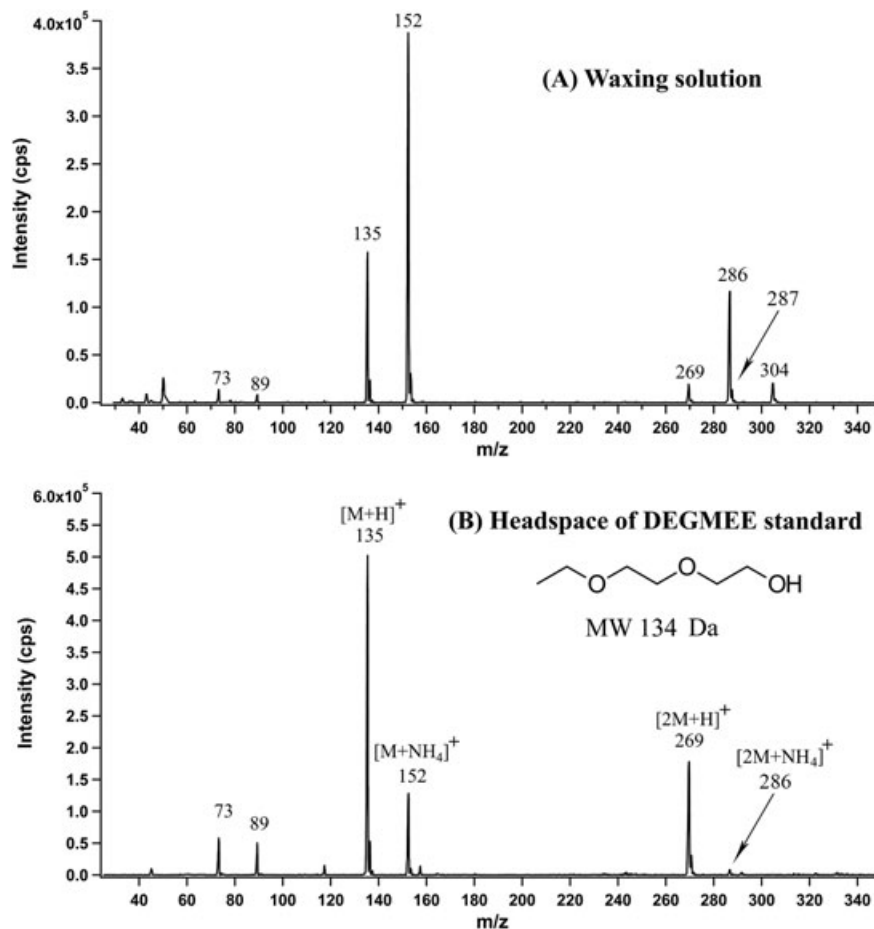 4.0x10⁵
152
3.5
(A) Waxing solution
3.0
2.5
2.0
135
1.5
286
287
1.0
0.5
73
89
269
304
0.0
40 60 80 100 120 140 160 180 200 220 240 260 280 300 320 340
m/z
Intensity (cps)
6.0x10⁵
[M+H]⁺
135
(B) Headspace of DEGMEE standard
5.5
5.0
O
O
OH
4.5
4.0
MW 134 Da
3.5
3.0
2.5
[2M+H]⁺
269
2.0
[M+NH₄]⁺
152
[2M+NH₄]⁺
286
1.5
1.0
73
89
0.5
0.0
40 60 80 100 120 140 160 180 200 220 240 260 280 300 320 340
m/z
Intensity (cps)